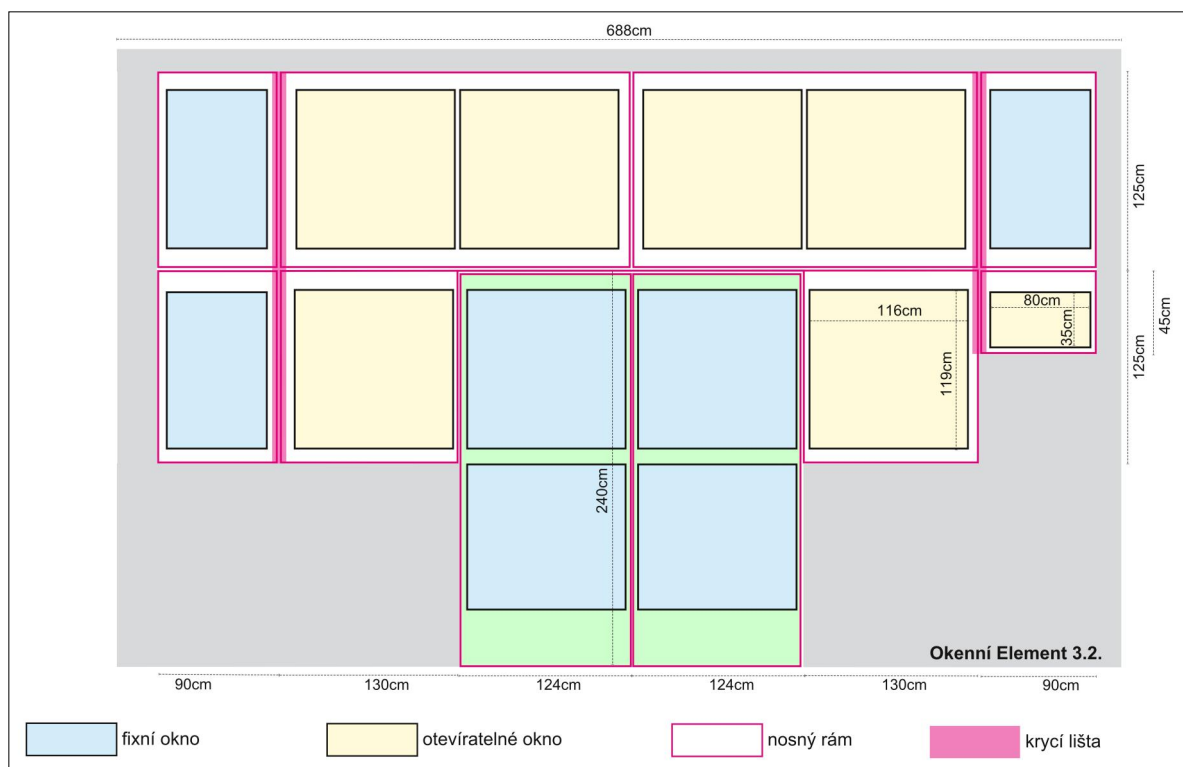 688cm
125cm
80cm
116cm
35cm
45cm
119cm
125cm
240cm
Okenní Element 3.2.
90cm
130cm
124cm
124cm
130cm
90cm
fixní okno
otevíratelné okno
nosný rám
krycí lišta